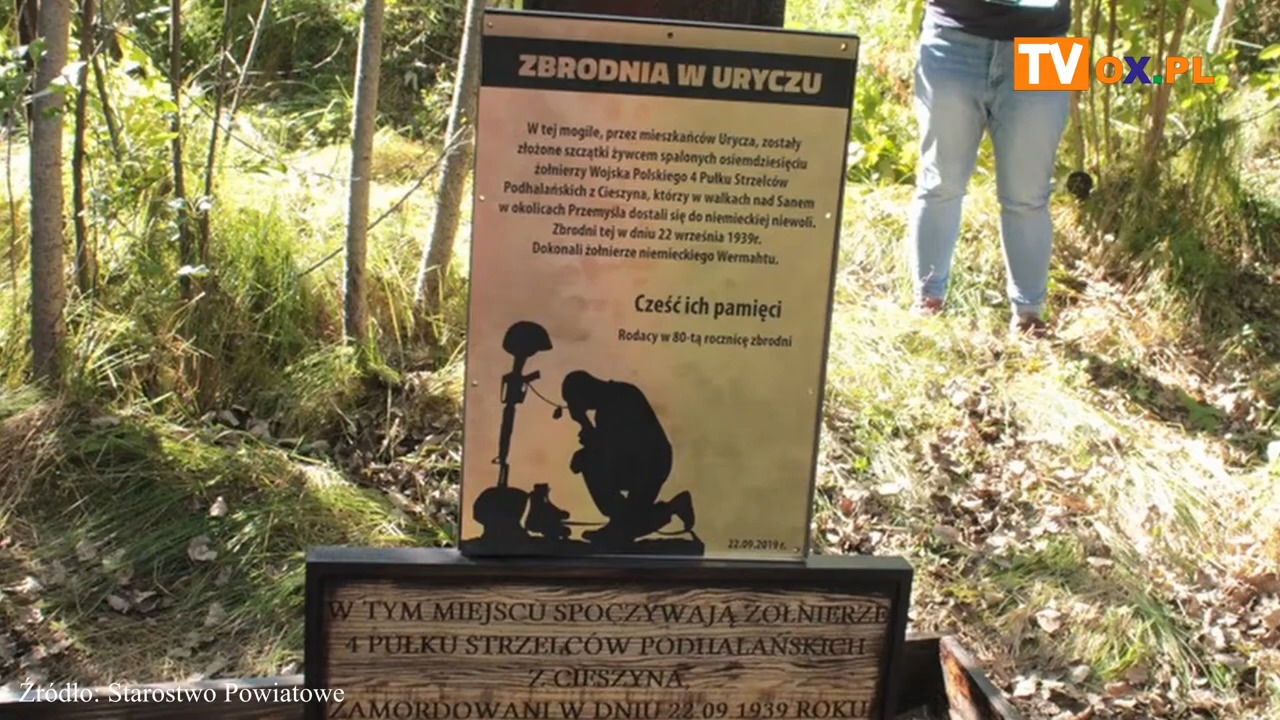 ZBRODNIA W URYCZU
TVOX.PL
W tej mogile, przez mieszkańców Urycza, zostały
złożone szczątki żywcem spalonych osiemdziesięciu
żołnierzy Wojska Polskiego 4 Pułku Strzelców
Podhalańskich z Cieszyna, którzy w walkach nad Sanem
w okolicach Przemyśla dostali się do niemieckiej niewoli.
Zbrodni tej w dniu 22 września 1939r.
Dokonali żołnierze niemieckiego Wermahtu.
Cześć ich pamięci
Rodacy w 80-tą rocznicę zbrodni
22.09.2019 r.
W TYM MIEJSCU SPOCZYWAJĄ ŻOŁNIERZE
4 PUŁKU STRZELCÓW PODHALAŃSKICH
Z CIESZYNA,
ZAMORDOWANI W DNIU 22.09.1939 ROKU
Źródło: Starostwo Powiatowe